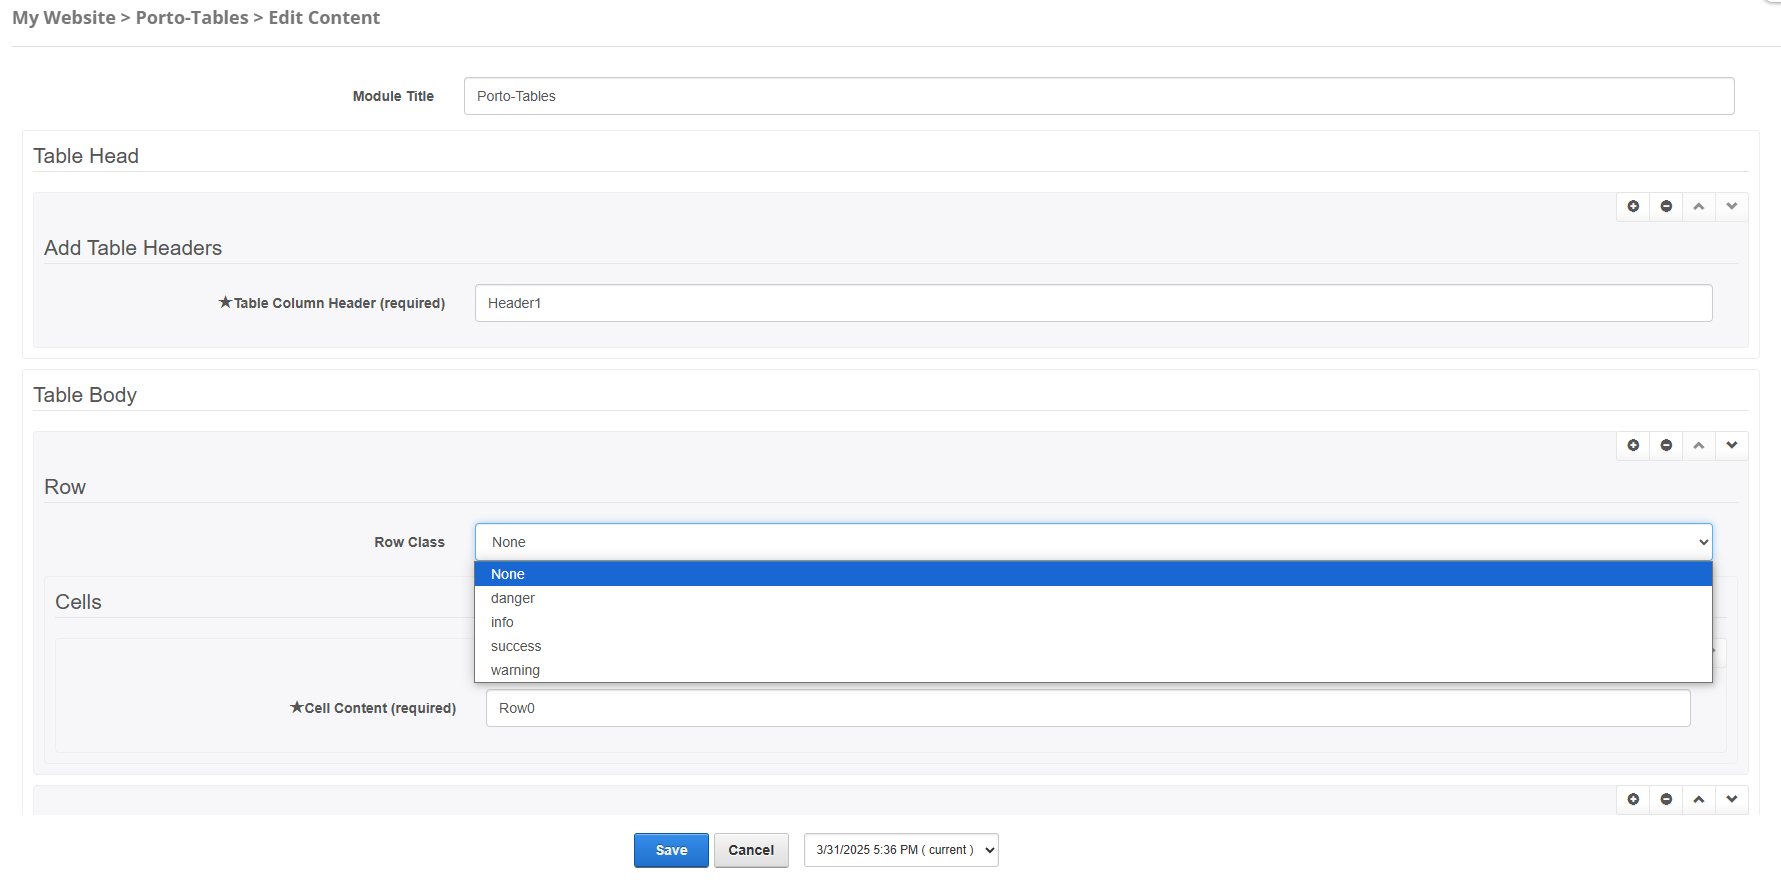 My Website > Porto-Tables > Edit Content
Module Title
Porto-Tables
Table Head
Add Table Headers
★Table Column Header (required)
Header1
Table Body
Row
Row Class
None
None
danger
info
success
warning
Cells
★Cell Content (required)
Row0
Save
Cancel
3/31/2025 5:36 PM ( current )